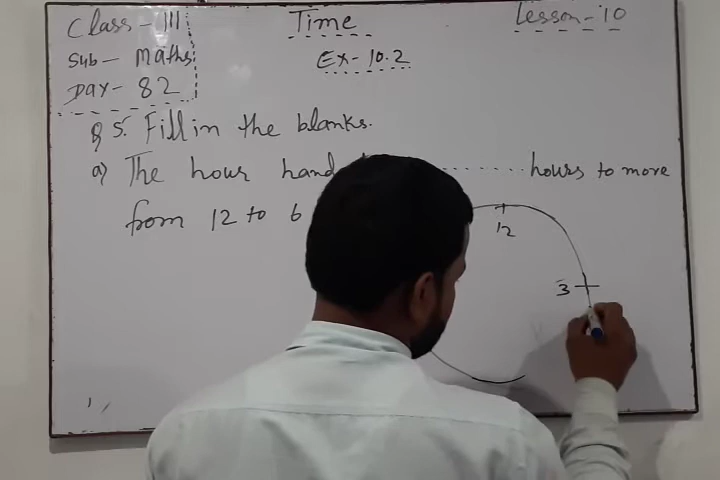 Class - III
Time
Lesson - 10
Sub - Maths
Ex - 10.2
Day - 82
Q 5. Fill in the blanks.
a) The hour hand ........ hours to move
from 12 to 6
12
3